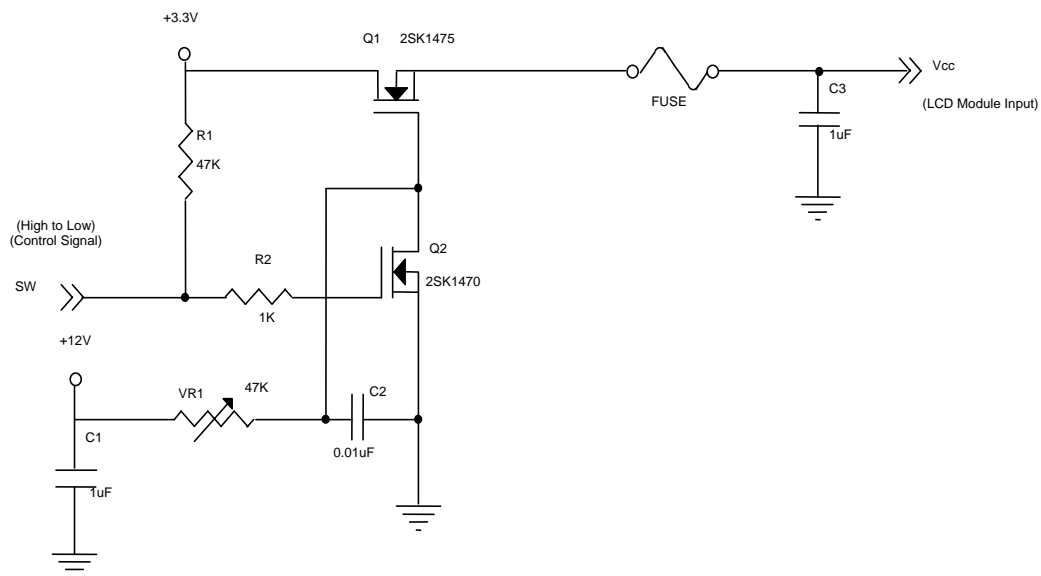 +3.3V
Q1 2SK1475
Vcc
C3
FUSE
(LCD Module Input)
R1
1uF
47K
(High to Low)
(Control Signal)
Q2
R2
2SK1470
SW
1K
+12V
VR1
47K
C2
C1
0.01uF
1uF